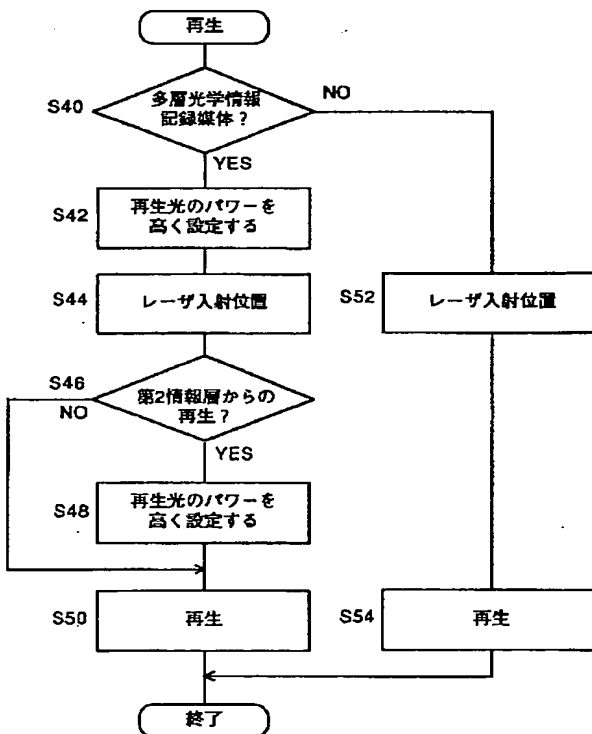 再生
S40
多層光学情報
記録媒体？
NO
YES
S42
再生光のパワーを
高く設定する
S44
レーザ入射位置
S52
レーザ入射位置
S46
NO
第2情報層からの
再生？
YES
S48
再生光のパワーを
高く設定する
S50
再生
S54
再生
終了